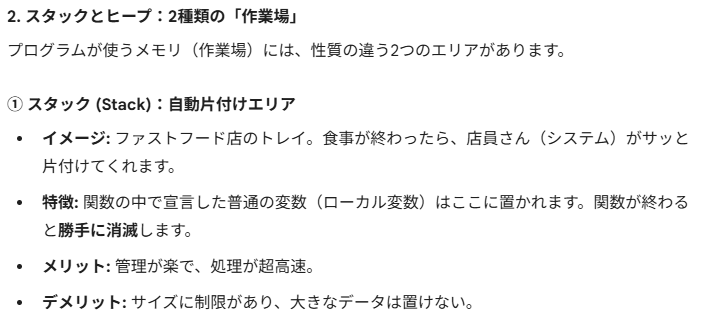 2. スタックとヒープ：2種類の「作業場」
プログラムが使うメモリ（作業場）には、性質の違う2つのエリアがあります。
① スタック (Stack)：自動片付けエリア
• イメージ: ファストフード店のトレイ。食事が終わったら、店員さん（システム）がサッと
片付けてくれます。
• 特徴: 関数の中で宣言した普通の変数（ローカル変数）はここに置かれます。関数が終わる
と勝手に消滅します。
• メリット: 管理が楽で、処理が超高速。
• デメリット: サイズに制限があり、大きなデータは置けない。